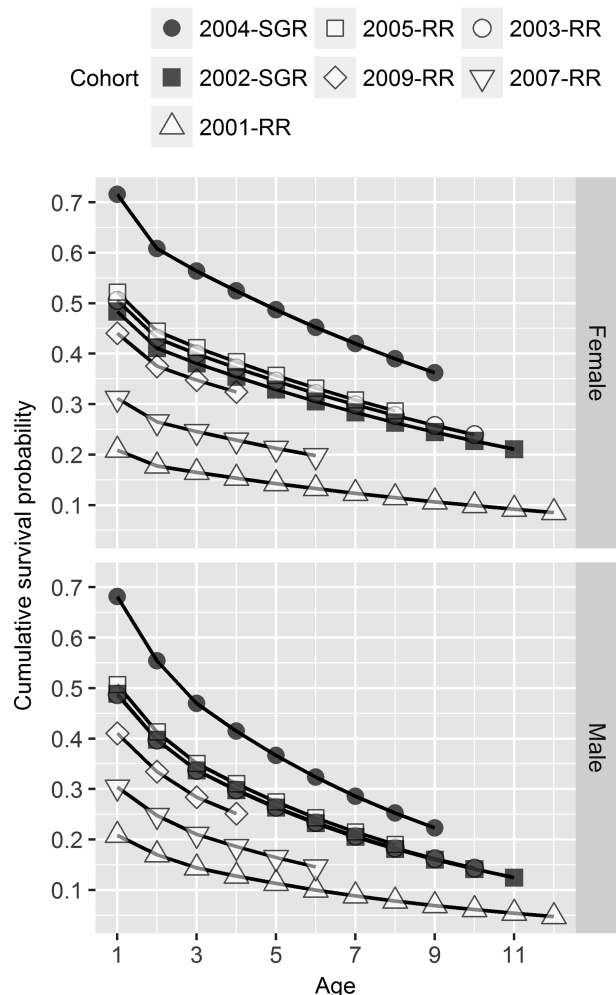 2004-SGR 2005-RR 2003-RR
Cohort 2002-SGR 2009-RR 2007-RR
2001-RR
0.7
0.6
0.5
0.4
0.3
0.2
0.1
Female
Cumulative survival probability
0.7
0.6
0.5
0.4
0.3
0.2
0.1
Male
1 3 5 7 9 11
Age